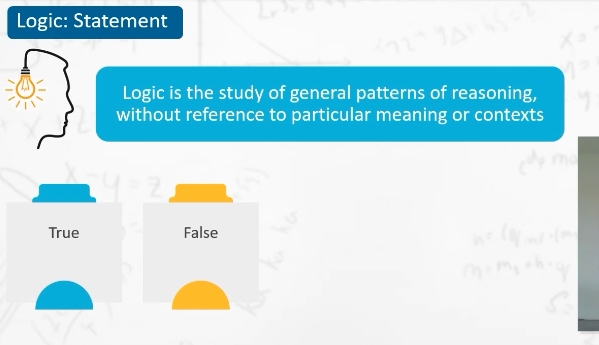 Logic: Statement
Logic is the study of general patterns of reasoning,
without reference to particular meaning or contexts
True
False